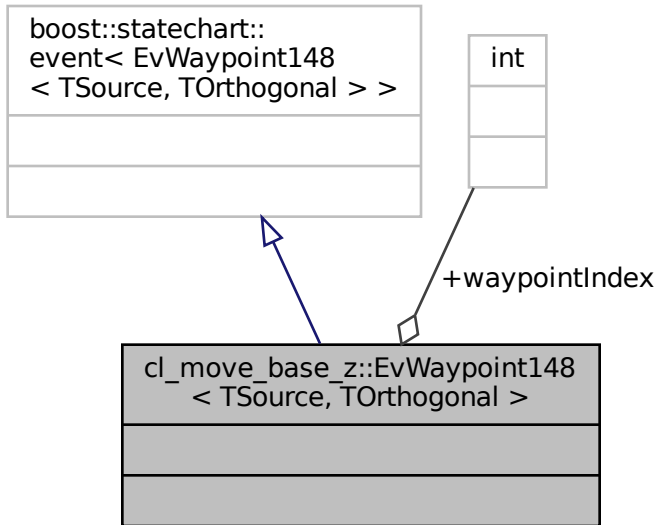 boost::statechart::
event< EvWaypoint148
< TSource, TOrthogonal > >
int
+waypointIndex
cl_move_base_z::EvWaypoint148
< TSource, TOrthogonal >